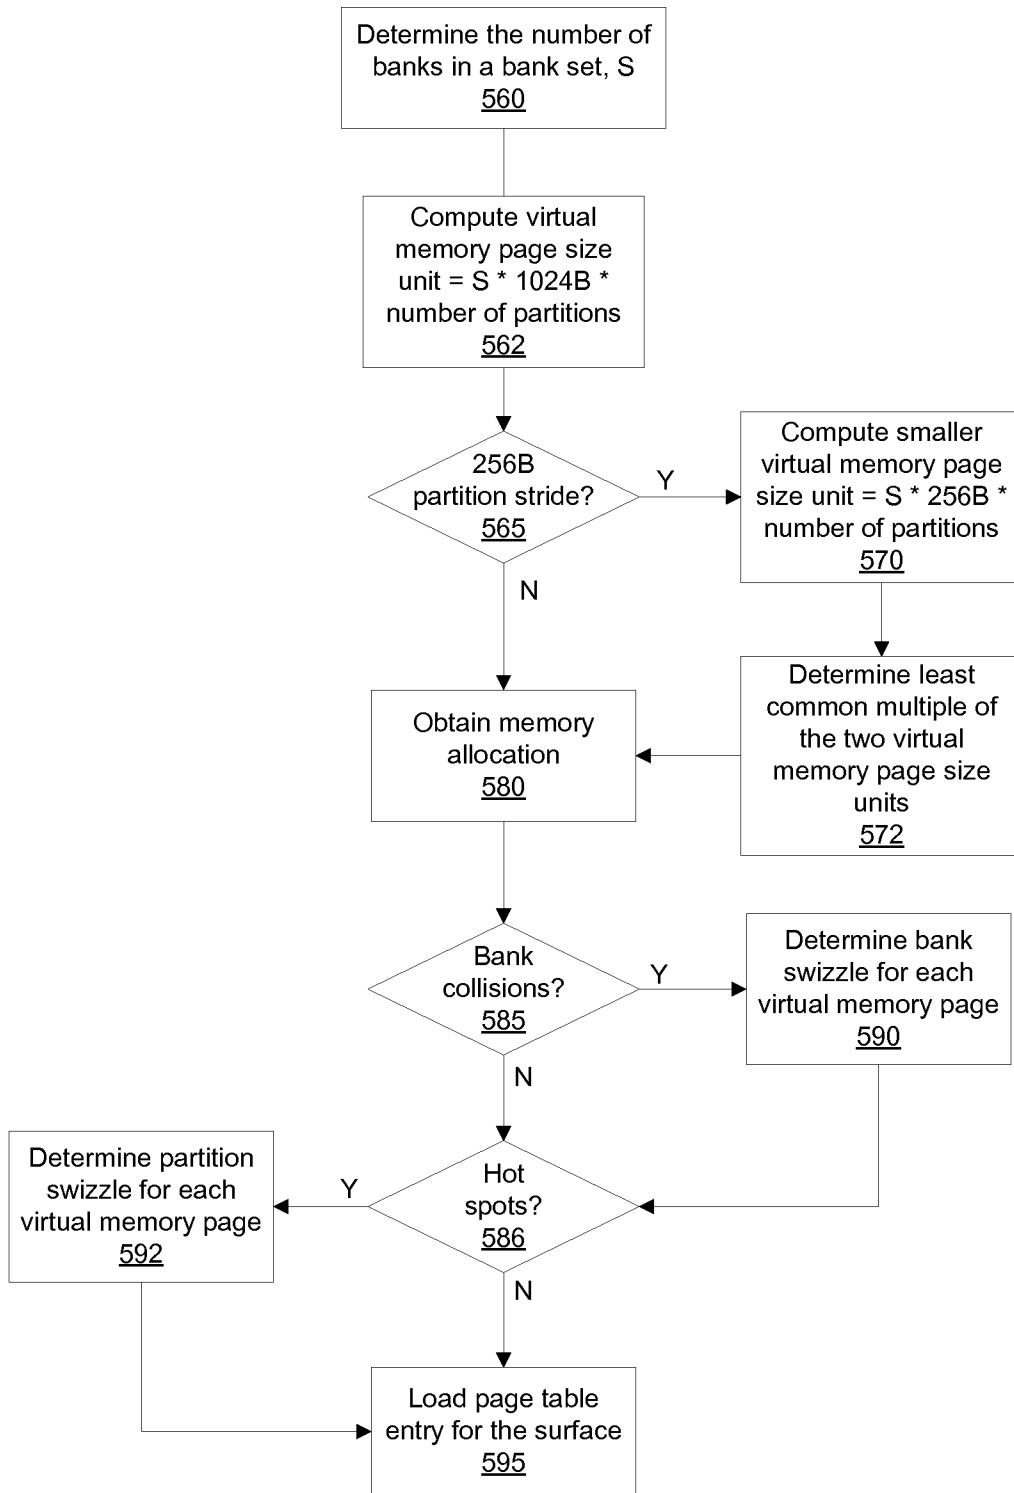 Determine the number of
banks in a bank set, S
560
Compute virtual
memory page size
unit = S * 1024B *
number of partitions
562
256B
partition stride?
565
Y
N
Compute smaller
virtual memory page
size unit = S * 256B *
number of partitions
570
Determine least
common multiple of
the two virtual
memory page size
units
572
Obtain memory
allocation
580
Bank
collisions?
585
Y
N
Determine bank
swizzle for each
virtual memory page
590
Hot
spots?
586
Y
N
Determine partition
swizzle for each
virtual memory page
592
Load page table
entry for the surface
595